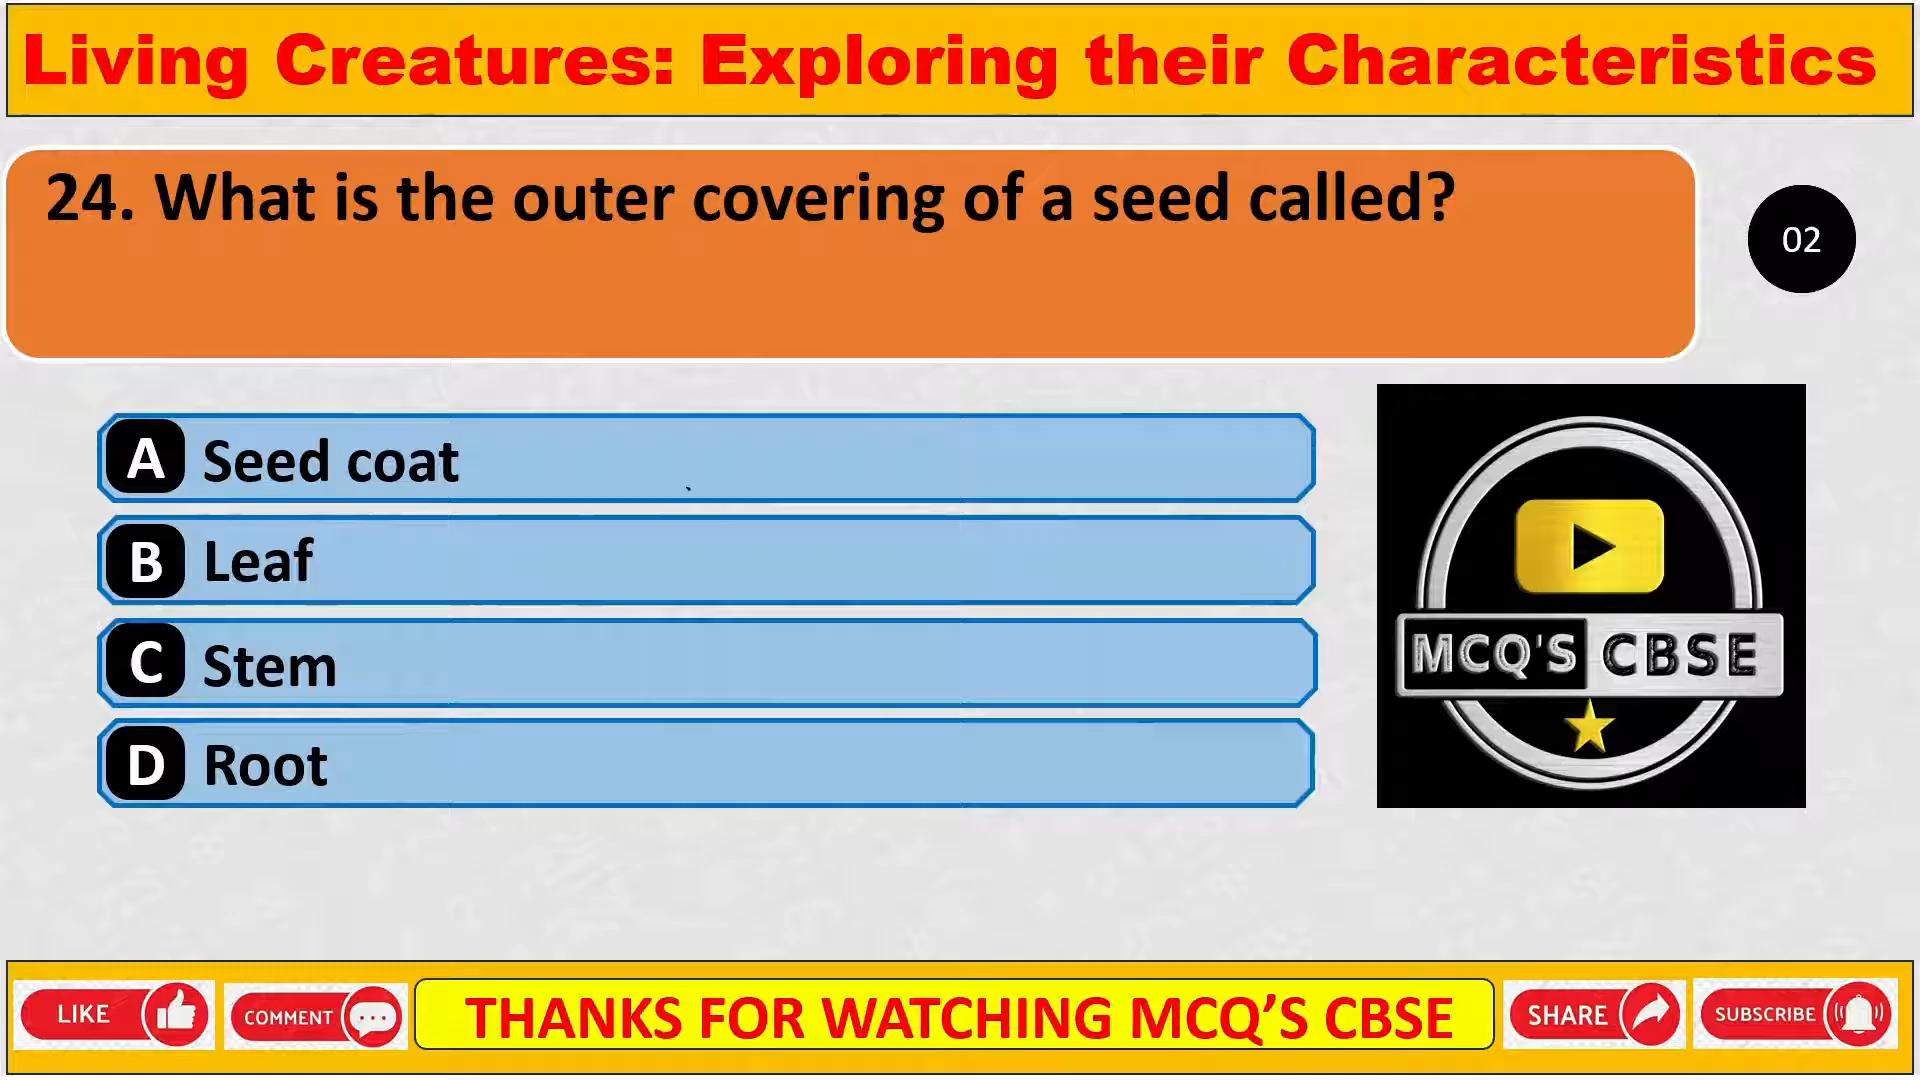 Living Creatures: Exploring their Characteristics
24. What is the outer covering of a seed called?
02
A Seed coat
B Leaf
C Stem
D Root
MCQ'S CBSE
LIKE
COMMENT
THANKS FOR WATCHING MCQ’S CBSE
SHARE
SUBSCRIBE